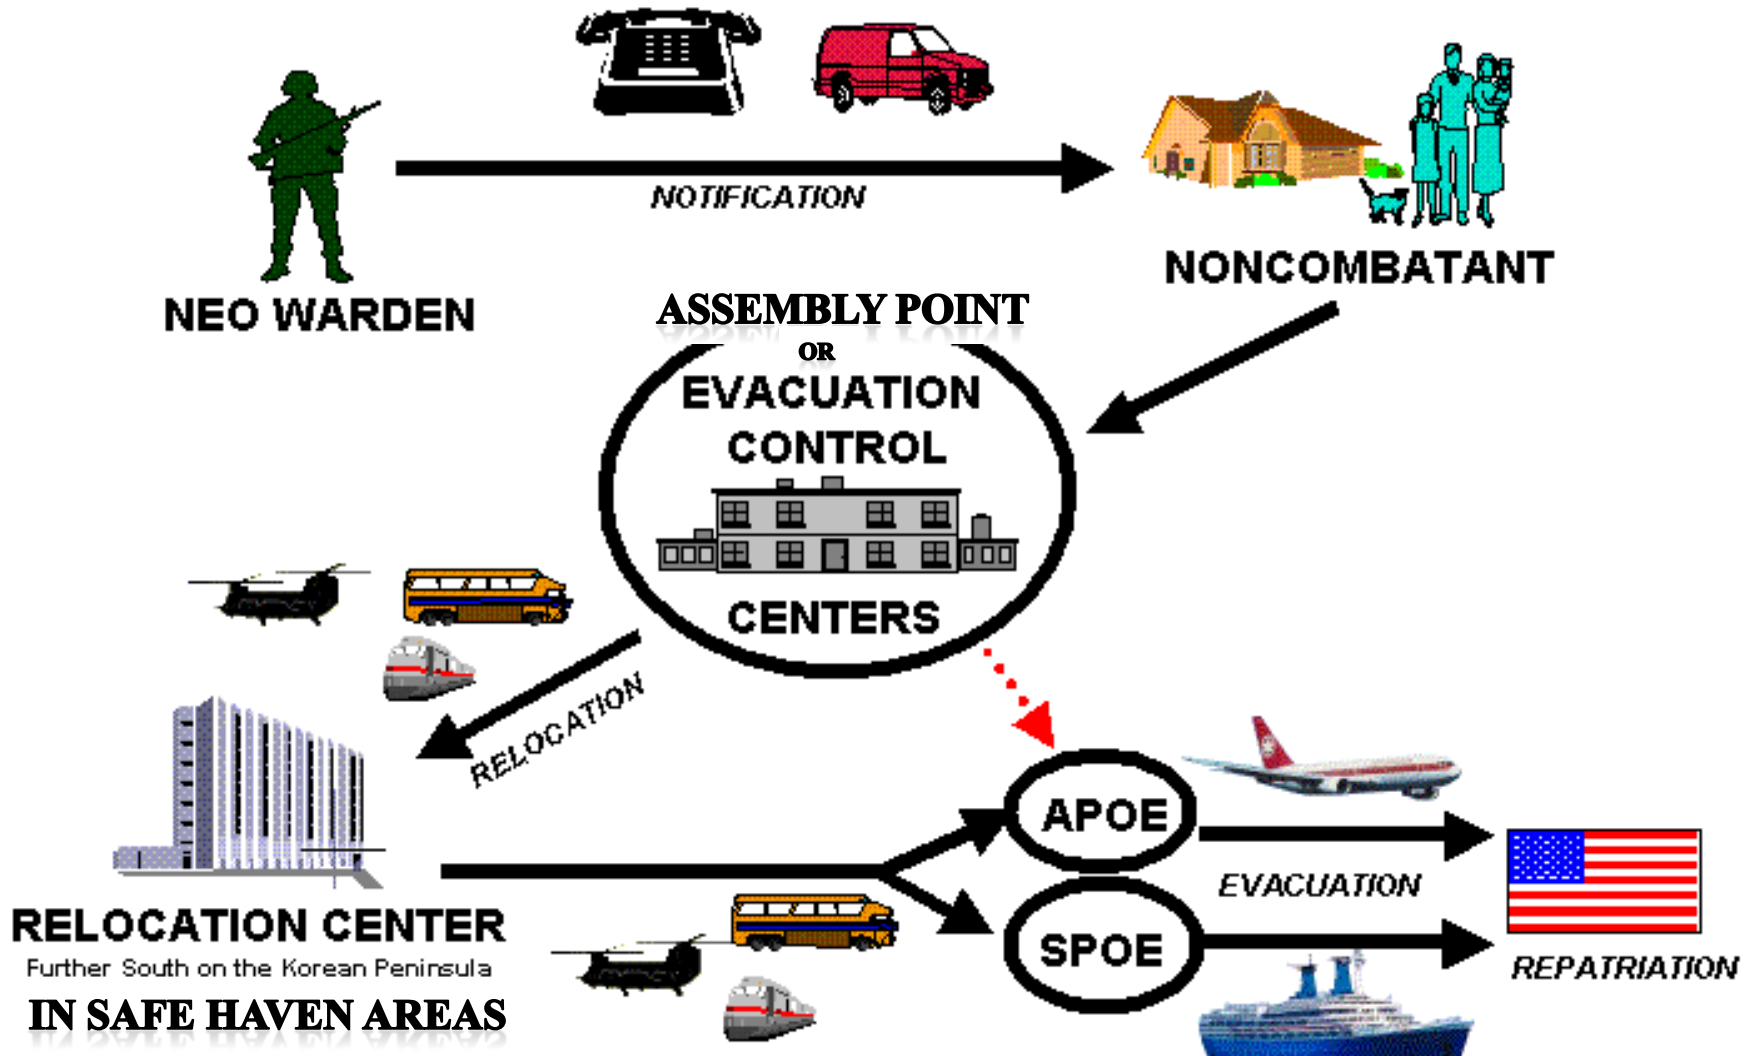 NOTIFICATION
NEO WARDEN
NONCOMBATANT
ASSEMBLY POINT
OR
EVACUATION
CONTROL
CENTERS
RELOCATION
RELOCATION CENTER
Further South on the Korean Peninsula
IN SAFE HAVEN AREAS
APOE
SPOE
EVACUATION
REPATRIATION